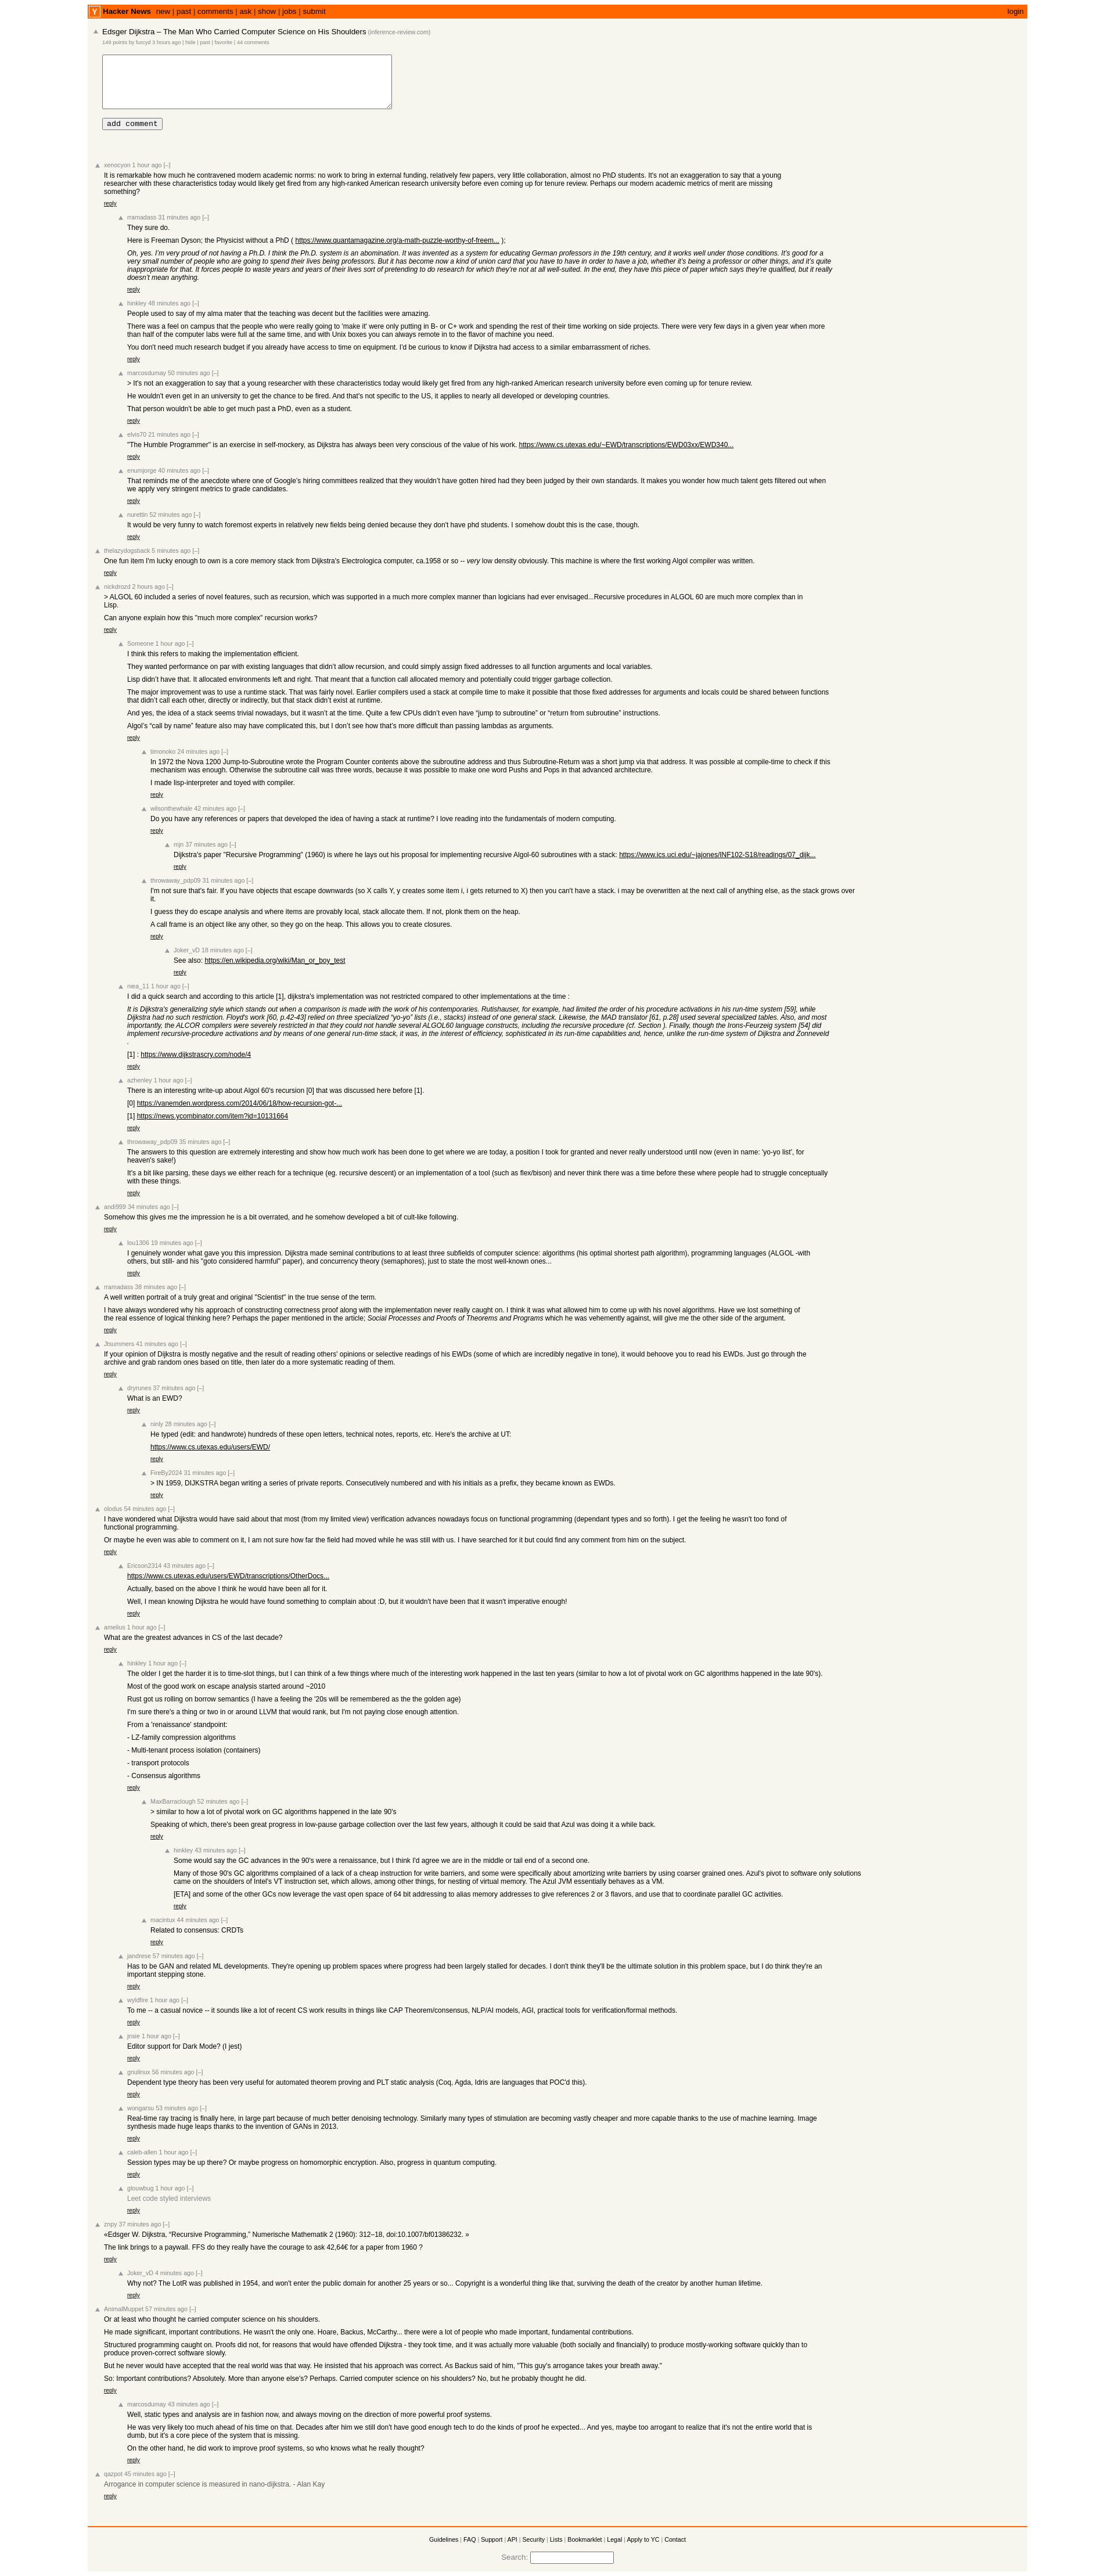 Y Hacker News new | past | comments | ask | show | jobs | submit login
Edsger Dijkstra – The Man Who Carried Computer Science on His Shoulders (inference-review.com)
149 points by furcyd 3 hours ago | hide | past | favorite | 44 comments
add comment
xenocyon 1 hour ago [–]
It is remarkable how much he contravened modern academic norms: no work to bring in external funding, relatively few papers, very little collaboration, almost no PhD students. It's not an exaggeration to say that a young
researcher with these characteristics today would likely get fired from any high-ranked American research university before even coming up for tenure review. Perhaps our modern academic metrics of merit are missing
something?
reply
rramadass 31 minutes ago [–]
They sure do.
Here is Freeman Dyson; the Physicist without a PhD ( https://www.quantamagazine.org/a-math-puzzle-worthy-of-freem... );
Oh, yes. I'm very proud of not having a Ph.D. I think the Ph.D. system is an abomination. It was invented as a system for educating German professors in the 19th century, and it works well under those conditions. It's good for a
very small number of people who are going to spend their lives being professors. But it has become now a kind of union card that you have to have in order to have a job, whether it's being a professor or other things, and it's quite
inappropriate for that. It forces people to waste years and years of their lives sort of pretending to do research for which they're not at all well-suited. In the end, they have this piece of paper which says they're qualified, but it really
doesn't mean anything.
reply
hinkley 48 minutes ago [–]
People used to say of my alma mater that the teaching was decent but the facilities were amazing.
There was a feel on campus that the people who were really going to 'make it' were only putting in B- or C+ work and spending the rest of their time working on side projects. There were very few days in a given year when more
than half of the computer labs were full at the same time, and with Unix boxes you can always remote in to the flavor of machine you need.
You don't need much research budget if you already have access to time on equipment. I'd be curious to know if Dijkstra had access to a similar embarrassment of riches.
reply
marcosdumay 50 minutes ago [–]
> It's not an exaggeration to say that a young researcher with these characteristics today would likely get fired from any high-ranked American research university before even coming up for tenure review.
He wouldn't even get in an university to get the chance to be fired. And that's not specific to the US, it applies to nearly all developed or developing countries.
That person wouldn't be able to get much past a PhD, even as a student.
reply
elvis70 21 minutes ago [–]
"The Humble Programmer" is an exercise in self-mockery, as Dijkstra has always been very conscious of the value of his work. https://www.cs.utexas.edu/~EWD/transcriptions/EWD03xx/EWD340...
reply
enumjorge 40 minutes ago [–]
That reminds me of the anecdote where one of Google's hiring committees realized that they wouldn't have gotten hired had they been judged by their own standards. It makes you wonder how much talent gets filtered out when
we apply very stringent metrics to grade candidates.
reply
nurettin 52 minutes ago [–]
It would be very funny to watch foremost experts in relatively new fields being denied because they don't have phd students. I somehow doubt this is the case, though.
reply
thelazydogsback 5 minutes ago [–]
One fun item I'm lucky enough to own is a core memory stack from Dijkstra's Electrologica computer, ca.1958 or so -- very low density obviously. This machine is where the first working Algol compiler was written.
reply
nickdrozd 2 hours ago [–]
> ALGOL 60 included a series of novel features, such as recursion, which was supported in a much more complex manner than logicians had ever envisaged...Recursive procedures in ALGOL 60 are much more complex than in
Lisp.
Can anyone explain how this "much more complex" recursion works?
reply
Someone 1 hour ago [–]
I think this refers to making the implementation efficient.
They wanted performance on par with existing languages that didn't allow recursion, and could simply assign fixed addresses to all function arguments and local variables.
Lisp didn't have that. It allocated environments left and right. That meant that a function call allocated memory and potentially could trigger garbage collection.
The major improvement was to use a runtime stack. That was fairly novel. Earlier compilers used a stack at compile time to make it possible that those fixed addresses for arguments and locals could be shared between functions
that didn't call each other, directly or indirectly, but that stack didn't exist at runtime.
And yes, the idea of a stack seems trivial nowadays, but it wasn't at the time. Quite a few CPUs didn't even have “jump to subroutine” or “return from subroutine” instructions.
Algol's “call by name” feature also may have complicated this, but I don't see how that's more difficult than passing lambdas as arguments.
reply
timonoko 24 minutes ago [–]
In 1972 the Nova 1200 Jump-to-Subroutine wrote the Program Counter contents above the subroutine address and thus Subroutine-Return was a short jump via that address. It was possible at compile-time to check if this
mechanism was enough. Otherwise the subroutine call was three words, because it was possible to make one word Pushs and Pops in that advanced architecture.
I made lisp-interpreter and toyed with compiler.
reply
wilsonthewhale 42 minutes ago [–]
Do you have any references or papers that developed the idea of having a stack at runtime? I love reading into the fundamentals of modern computing.
reply
mjn 37 minutes ago [–]
Dijkstra's paper "Recursive Programming" (1960) is where he lays out his proposal for implementing recursive Algol-60 subroutines with a stack: https://www.ics.uci.edu/~jajones/INF102-S18/readings/07_dijk...
reply
throwaway_pdp09 31 minutes ago [–]
I'm not sure that's fair. If you have objects that escape downwards (so X calls Y, y creates some item i, i gets returned to X) then you can't have a stack. i may be overwritten at the next call of anything else, as the stack grows over
it.
I guess they do escape analysis and where items are provably local, stack allocate them. If not, plonk them on the heap.
A call frame is an object like any other, so they go on the heap. This allows you to create closures.
reply
Joker_vD 18 minutes ago [–]
See also: https://en.wikipedia.org/wiki/Man_or_boy_test
reply
niea_11 1 hour ago [–]
I did a quick search and according to this article [1], dijkstra's implementation was not restricted compared to other implementations at the time :
It is Dijkstra's generalizing style which stands out when a comparison is made with the work of his contemporaries. Rutishauser, for example, had limited the order of his procedure activations in his run-time system [59], while
Dijkstra had no such restriction. Floyd's work [60, p.42-43] relied on three specialized "yo-yo" lists (i.e., stacks) instead of one general stack. Likewise, the MAD translator [61, p.28] used several specialized tables. Also, and most
importantly, the ALCOR compilers were severely restricted in that they could not handle several ALGOL60 language constructs, including the recursive procedure (cf. Section ). Finally, though the Irons-Feurzeig system [54] did
implement recursive-procedure activations and by means of one general run-time stack, it was, in the interest of efficiency, sophisticated in its run-time capabilities and, hence, unlike the run-time system of Dijkstra and Zonneveld
.
[1] : https://www.dijkstrascry.com/node/4
reply
azhenley 1 hour ago [–]
There is an interesting write-up about Algol 60's recursion [0] that was discussed here before [1].
[0] https://vanemden.wordpress.com/2014/06/18/how-recursion-got-...
[1] https://news.ycombinator.com/item?id=10131664
reply
throwaway_pdp09 35 minutes ago [–]
The answers to this question are extremely interesting and show how much work has been done to get where we are today, a position I took for granted and never really understood until now (even in name: 'yo-yo list', for
heaven's sake!)
It's a bit like parsing, these days we either reach for a technique (eg. recursive descent) or an implementation of a tool (such as flex/bison) and never think there was a time before these where people had to struggle conceptually
with these things.
reply
andi999 34 minutes ago [–]
Somehow this gives me the impression he is a bit overrated, and he somehow developed a bit of cult-like following.
reply
lou1306 19 minutes ago [–]
I genuinely wonder what gave you this impression. Dijkstra made seminal contributions to at least three subfields of computer science: algorithms (his optimal shortest path algorithm), programming languages (ALGOL -with
others, but still- and his "goto considered harmful" paper), and concurrency theory (semaphores), just to state the most well-known ones...
reply
rramadass 38 minutes ago [–]
A well written portrait of a truly great and original "Scientist" in the true sense of the term.
I have always wondered why his approach of constructing correctness proof along with the implementation never really caught on. I think it was what allowed him to come up with his novel algorithms. Have we lost something of
the real essence of logical thinking here? Perhaps the paper mentioned in the article; Social Processes and Proofs of Theorems and Programs which he was vehemently against, will give me the other side of the argument.
reply
Jtsummers 41 minutes ago [–]
If your opinion of Dijkstra is mostly negative and the result of reading others' opinions or selective readings of his EWDs (some of which are incredibly negative in tone), it would behoove you to read his EWDs. Just go through the
archive and grab random ones based on title, then later do a more systematic reading of them.
reply
dryrunes 37 minutes ago [–]
What is an EWD?
reply
ninly 28 minutes ago [–]
He typed (edit: and handwrote) hundreds of these open letters, technical notes, reports, etc. Here's the archive at UT:
https://www.cs.utexas.edu/users/EWD/
reply
FireBy2024 31 minutes ago [–]
> IN 1959, DIJKSTRA began writing a series of private reports. Consecutively numbered and with his initials as a prefix, they became known as EWDs.
reply
olodus 54 minutes ago [–]
I have wondered what Dijkstra would have said about that most (from my limited view) verification advances nowadays focus on functional programming (dependant types and so forth). I get the feeling he wasn't too fond of
functional programming.
Or maybe he even was able to comment on it, I am not sure how far the field had moved while he was still with us. I have searched for it but could find any comment from him on the subject.
reply
Ericson2314 43 minutes ago [–]
https://www.cs.utexas.edu/users/EWD/transcriptions/OtherDocs...
Actually, based on the above I think he would have been all for it.
Well, I mean knowing Dijkstra he would have found something to complain about :D, but it wouldn't have been that it wasn't imperative enough!
reply
amelius 1 hour ago [–]
What are the greatest advances in CS of the last decade?
reply
hinkley 1 hour ago [–]
The older I get the harder it is to time-slot things, but I can think of a few things where much of the interesting work happened in the last ten years (similar to how a lot of pivotal work on GC algorithms happened in the late 90's).
Most of the good work on escape analysis started around ~2010
Rust got us rolling on borrow semantics (I have a feeling the '20s will be remembered as the the golden age)
I'm sure there's a thing or two in or around LLVM that would rank, but I'm not paying close enough attention.
From a 'renaissance' standpoint:
- LZ-family compression algorithms
- Multi-tenant process isolation (containers)
- transport protocols
- Consensus algorithms
reply
MaxBarraclough 52 minutes ago [–]
> similar to how a lot of pivotal work on GC algorithms happened in the late 90's
Speaking of which, there's been great progress in low-pause garbage collection over the last few years, although it could be said that Azul was doing it a while back.
reply
hinkley 43 minutes ago [–]
Some would say the GC advances in the 90's were a renaissance, but I think I'd agree we are in the middle or tail end of a second one.
Many of those 90's GC algorithms complained of a lack of a cheap instruction for write barriers, and some were specifically about amortizing write barriers by using coarser grained ones. Azul's pivot to software only solutions
came on the shoulders of Intel's VT instruction set, which allows, among other things, for nesting of virtual memory. The Azul JVM essentially behaves as a VM.
[ETA] and some of the other GCs now leverage the vast open space of 64 bit addressing to alias memory addresses to give references 2 or 3 flavors, and use that to coordinate parallel GC activities.
reply
macintux 44 minutes ago [–]
Related to consensus: CRDTs
reply
jandrese 57 minutes ago [–]
Has to be GAN and related ML developments. They're opening up problem spaces where progress had been largely stalled for decades. I don't think they'll be the ultimate solution in this problem space, but I do think they're an
important stepping stone.
reply
wyldfire 1 hour ago [–]
To me -- a casual novice -- it sounds like a lot of recent CS work results in things like CAP Theorem/consensus, NLP/AI models, AGI, practical tools for verification/formal methods.
reply
jnsie 1 hour ago [–]
Editor support for Dark Mode? (I jest)
reply
gnulinux 56 minutes ago [–]
Dependent type theory has been very useful for automated theorem proving and PLT static analysis (Coq, Agda, Idris are languages that POC'd this).
reply
wongarsu 53 minutes ago [–]
Real-time ray tracing is finally here, in large part because of much better denoising technology. Similarly many types of stimulation are becoming vastly cheaper and more capable thanks to the use of machine learning. Image
synthesis made huge leaps thanks to the invention of GANs in 2013.
reply
caleb-allen 1 hour ago [–]
Session types may be up there? Or maybe progress on homomorphic encryption. Also, progress in quantum computing.
reply
glouwbug 1 hour ago [–]
Leet code styled interviews
reply
znpy 37 minutes ago [–]
«Edsger W. Dijkstra, “Recursive Programming,” Numerische Mathematik 2 (1960): 312–18, doi:10.1007/bf01386232. »
The link brings to a paywall. FFS do they really have the courage to ask 42,64€ for a paper from 1960 ?
reply
Joker_vD 4 minutes ago [–]
Why not? The LotR was published in 1954, and won't enter the public domain for another 25 years or so... Copyright is a wonderful thing like that, surviving the death of the creator by another human lifetime.
reply
AnimalMuppet 57 minutes ago [–]
Or at least who thought he carried computer science on his shoulders.
He made significant, important contributions. He wasn't the only one. Hoare, Backus, McCarthy... there were a lot of people who made important, fundamental contributions.
Structured programming caught on. Proofs did not, for reasons that would have offended Dijkstra - they took time, and it was actually more valuable (both socially and financially) to produce mostly-working software quickly than to
produce proven-correct software slowly.
But he never would have accepted that the real world was that way. He insisted that his approach was correct. As Backus said of him, "This guy's arrogance takes your breath away."
So: Important contributions? Absolutely. More than anyone else's? Perhaps. Carried computer science on his shoulders? No, but he probably thought he did.
reply
marcosdumay 43 minutes ago [–]
Well, static types and analysis are in fashion now, and always moving on the direction of more powerful proof systems.
He was very likely too much ahead of his time on that. Decades after him we still don't have good enough tech to do the kinds of proof he expected... And yes, maybe too arrogant to realize that it's not the entire world that is
dumb, but it's a core piece of the system that is missing.
On the other hand, he did work to improve proof systems, so who knows what he really thought?
reply
qazpot 45 minutes ago [–]
Arrogance in computer science is measured in nano-dijkstra. - Alan Kay
reply
Guidelines | FAQ | Support | API | Security | Lists | Bookmarklet | Legal | Apply to YC | Contact
Search: